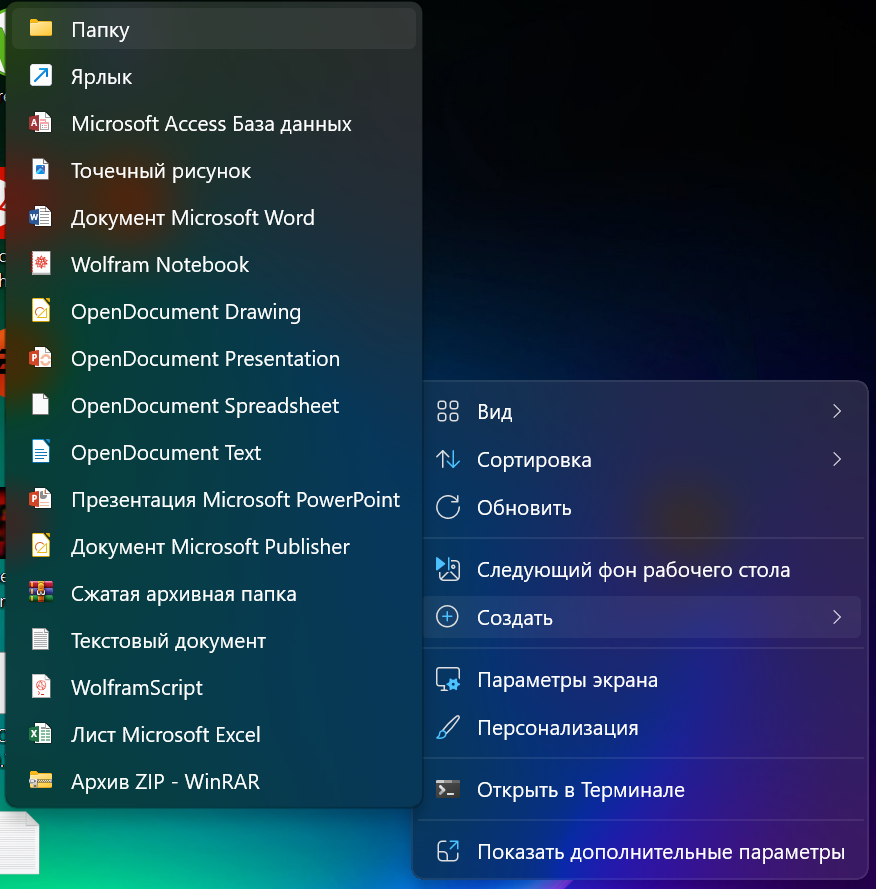 Папку
Ярлык
Microsoft Access База данных
Точечный рисунок
Документ Microsoft Word
Wolfram Notebook
OpenDocument Drawing
OpenDocument Presentation
OpenDocument Spreadsheet
OpenDocument Text
Презентация Microsoft PowerPoint
Документ Microsoft Publisher
Сжатая архивная папка
Текстовый документ
WolframScript
Лист Microsoft Excel
Архив ZIP - WinRAR
Вид
Сортировка
Обновить
Следующий фон рабочего стола
Создать
Параметры экрана
Персонализация
Открыть в Терминале
Показать дополнительные параметры